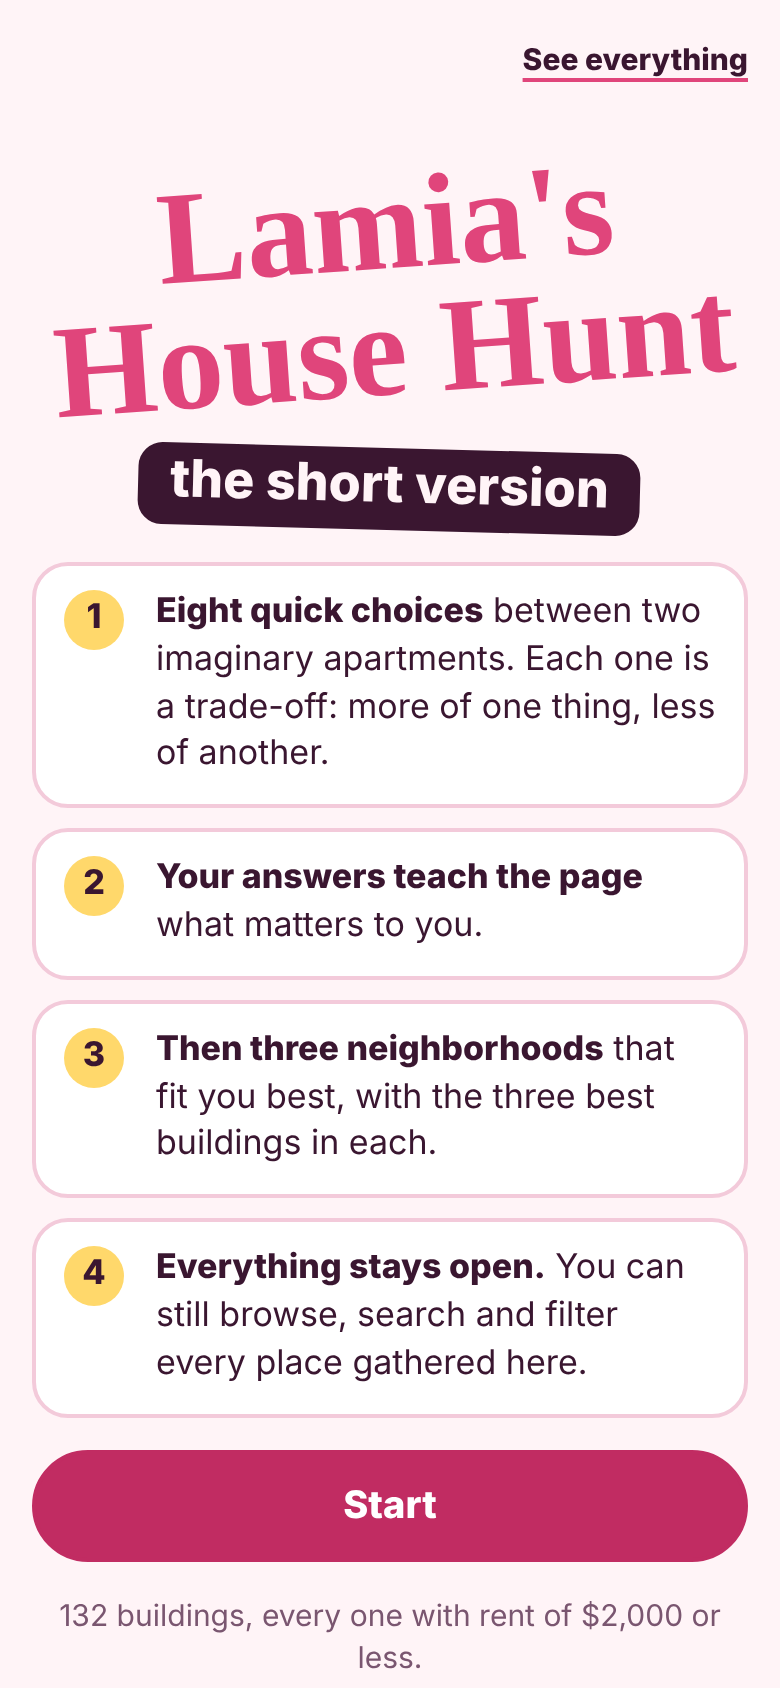 See everything
Lamia's
House Hunt
the short version
1
Eight quick choices between two
imaginary apartments. Each one is
a trade-off: more of one thing, less
of another.
2
Your answers teach the page
what matters to you.
3
Then three neighborhoods that
fit you best, with the three best
buildings in each.
4
Everything stays open. You can
still browse, search and filter
every place gathered here.
Start
132 buildings, every one with rent of $2,000 or
less.